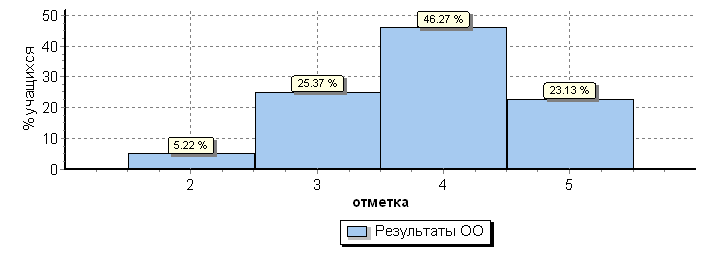 % учащихся
50
40
30
20
10
0
5.22 %
25.37 %
46.27 %
23.13 %
2 3 4 5
отметка
Результаты ОО